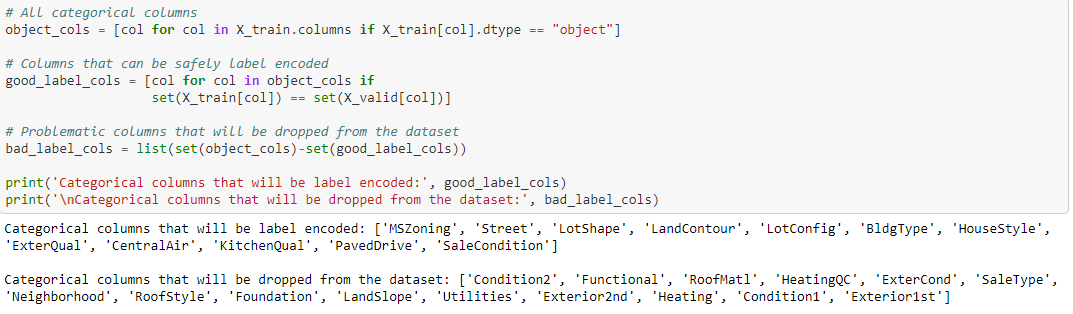 # All categorical columns
object_cols = [col for col in X_train.columns if X_train[col].dtype == "object"]
# Columns that can be safely label encoded
good_label_cols = [col for col in object_cols if
set(X_train[col]) == set(X_valid[col])]
# Problematic columns that will be dropped from the dataset
bad_label_cols = list(set(object_cols)-set(good_label_cols))
print('Categorical columns that will be label encoded:', good_label_cols)
print('\nCategorical columns that will be dropped from the dataset:', bad_label_cols)
Categorical columns that will be label encoded: ['MSZoning', 'Street', 'LotShape', 'LandContour', 'LotConfig', 'BldgType', 'HouseStyle',
'ExterQual', 'CentralAir', 'KitchenQual', 'PavedDrive', 'SaleCondition']
Categorical columns that will be dropped from the dataset: ['Condition2', 'Functional', 'RoofMatl', 'HeatingQC', 'ExterCond', 'SaleType',
'Neighborhood', 'RoofStyle', 'Foundation', 'LandSlope', 'Utilities', 'Exterior2nd', 'Heating', 'Condition1', 'Exterior1st']